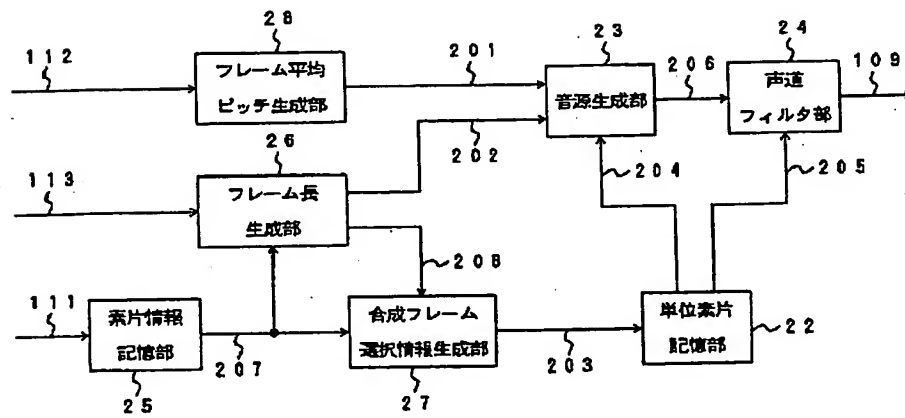 28
23
24
112
フレーム平均
ピッチ生成部
201
音源生成部
206
声道
フィルタ部
109
26
202
204
205
113
フレーム長
生成部
208
111
素片情報
記憶部
207
合成フレーム
選択情報生成部
203
単位素片
記憶部
22
25
27